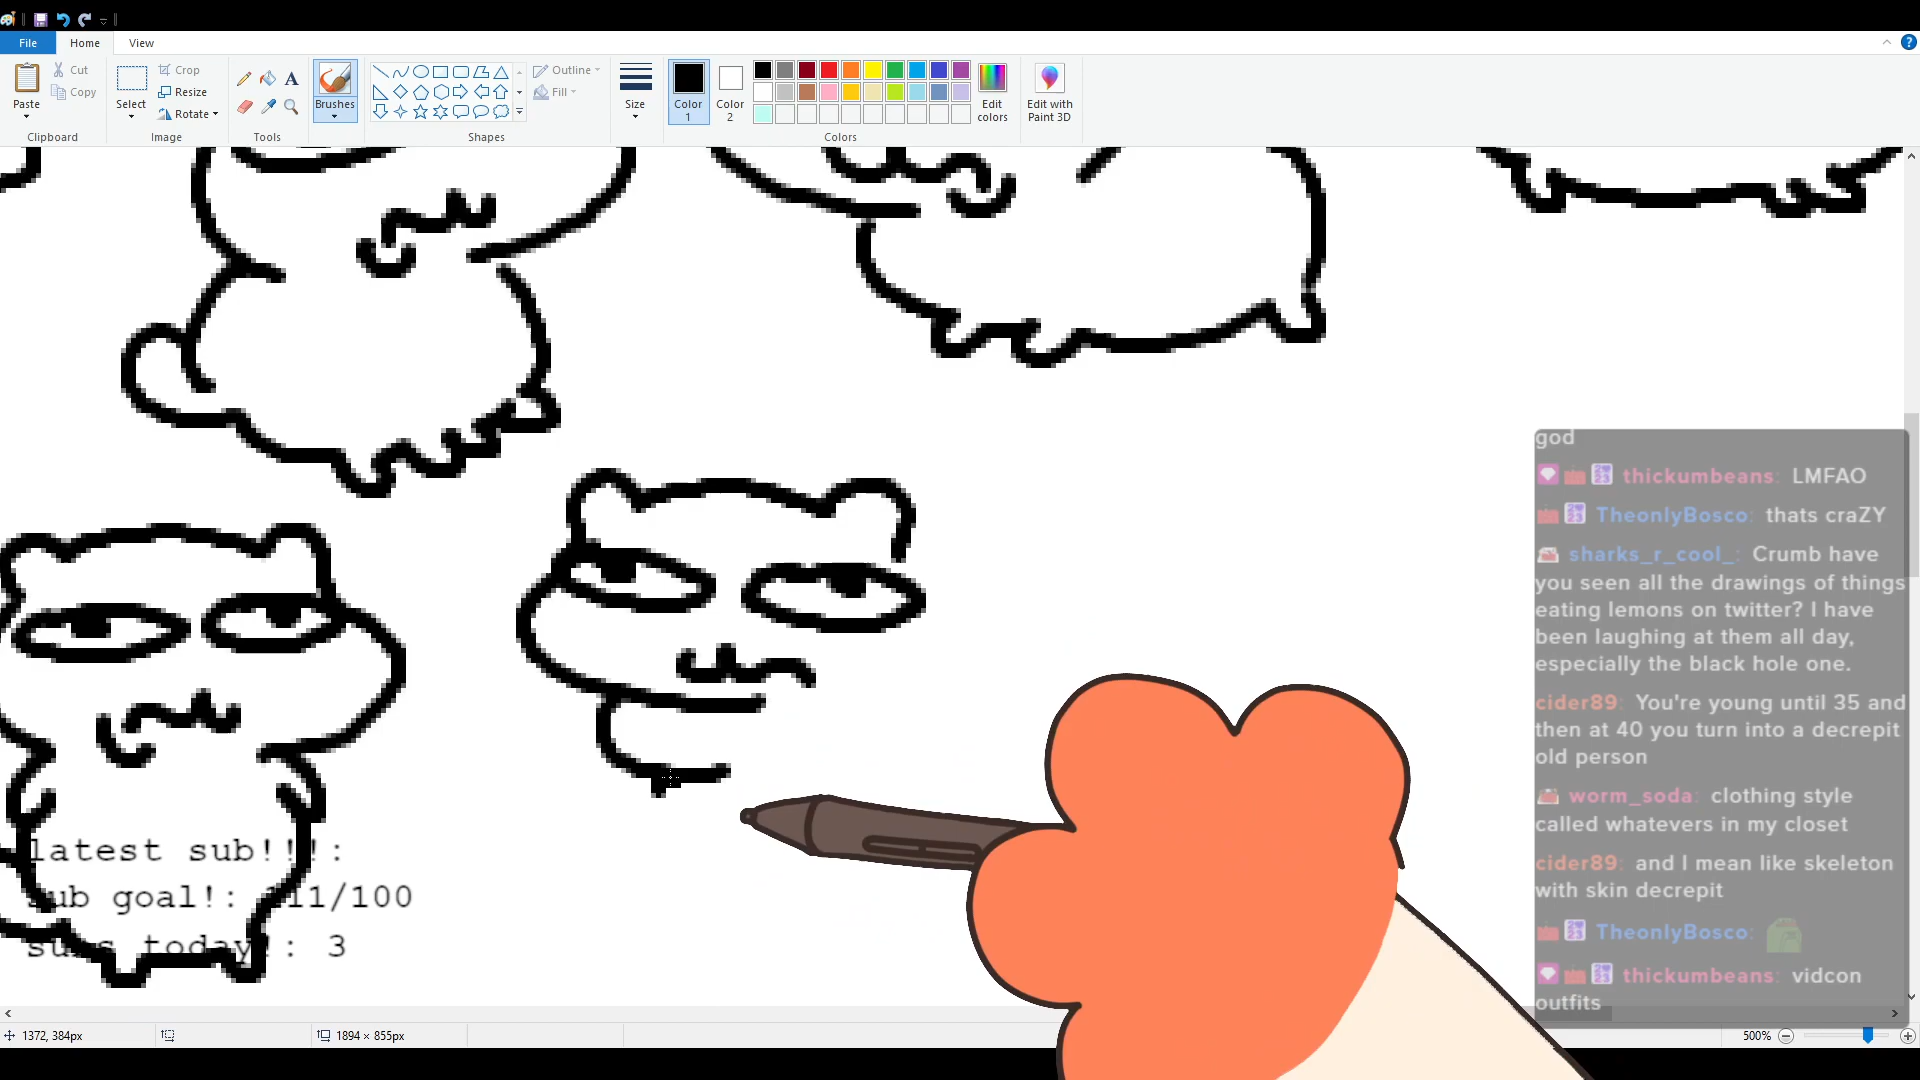 File Home View
Paste
Cut
Copy
Clipboard
Select
Crop
Resize
Rotate
Image
Tools
Brushes
Shapes
Outline
Fill
Size
Color 1
Color 2
Colors
Edit colors
Edit with Paint 3D
god
thickumbeans: LMFAO
TheonlyBosco: thats craZY
sharks_r_cool_: Crumb have
you seen all the drawings of things
eating lemons on twitter? I have
been laughing at them all day,
especially the black hole one.
cider89: You're young until 35 and
then at 40 you turn into a decrepit
old person
worm_soda: clothing style
called whatevers in my closet
cider89: and I mean like skeleton
with skin decrepit
TheonlyBosco:
thickumbeans: vidcon
outfits
latest sub!!!:
sub goal!: 111/100
subs today!: 3
1372, 384px
1894 × 855px
500%